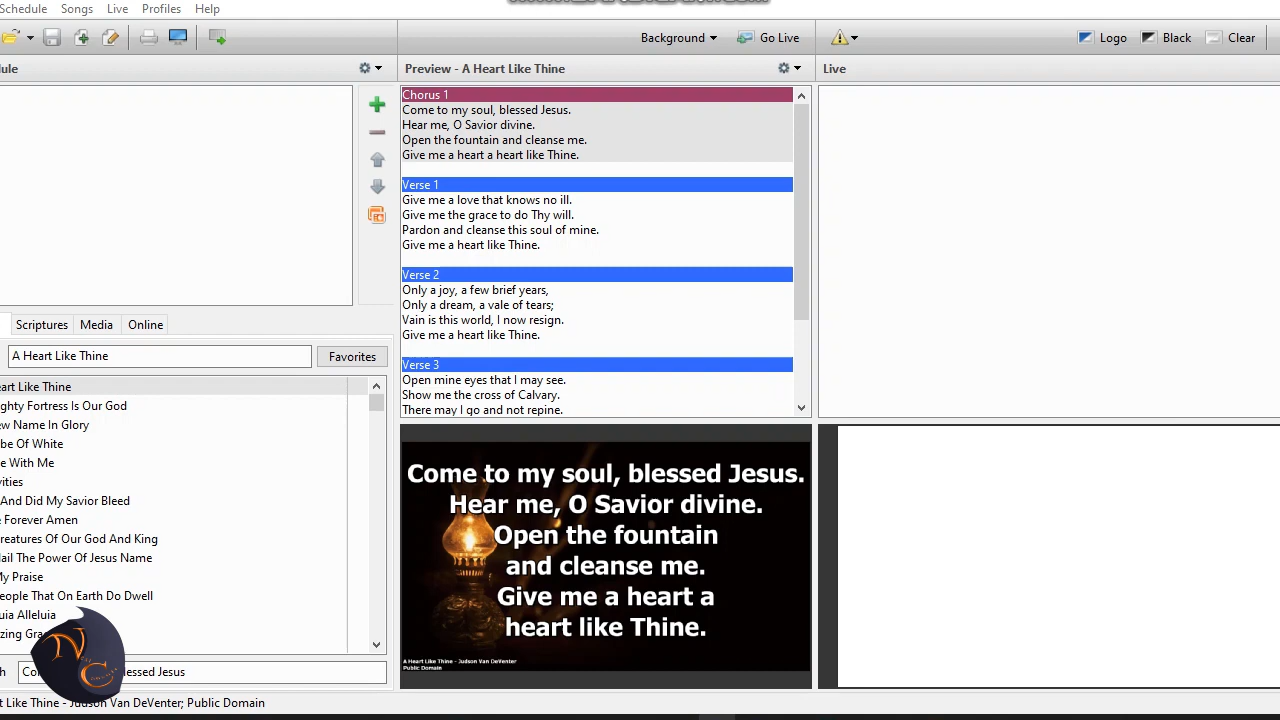 Schedule Songs Live Profiles Help
Background Go Live Logo Black Clear
dule
Preview - A Heart Like Thine
Live
Chorus 1
Come to my soul, blessed Jesus.
Hear me, O Savior divine.
Open the fountain and cleanse me.
Give me a heart a heart like Thine.
Verse 1
Give me a love that knows no ill.
Give me the grace to do Thy will.
Pardon and cleanse this soul of mine.
Give me a heart like Thine.
Verse 2
Only a joy, a few brief years,
Only a dream, a vale of tears;
Vain is this world, I now resign.
Give me a heart like Thine.
Verse 3
Open mine eyes that I may see.
Show me the cross of Calvary.
There may I go and not repine.
Scriptures Media Online
A Heart Like Thine Favorites
eart Like Thine
ghty Fortress Is Our God
ew Name In Glory
be Of White
e With Me
vities
And Did My Savior Bleed
e Forever Amen
reatures Of Our God And King
ail The Power Of Jesus Name
My Praise
eople That On Earth Do Dwell
uia Alleluia
zing Gra
lessed Jesus
t Like Thine - Judson Van DeVenter; Public Domain
Come to my soul, blessed Jesus.
Hear me, O Savior divine.
Open the fountain
and cleanse me.
Give me a heart a
heart like Thine.
A Heart Like Thine - Judson Van DeVenter
Public Domain